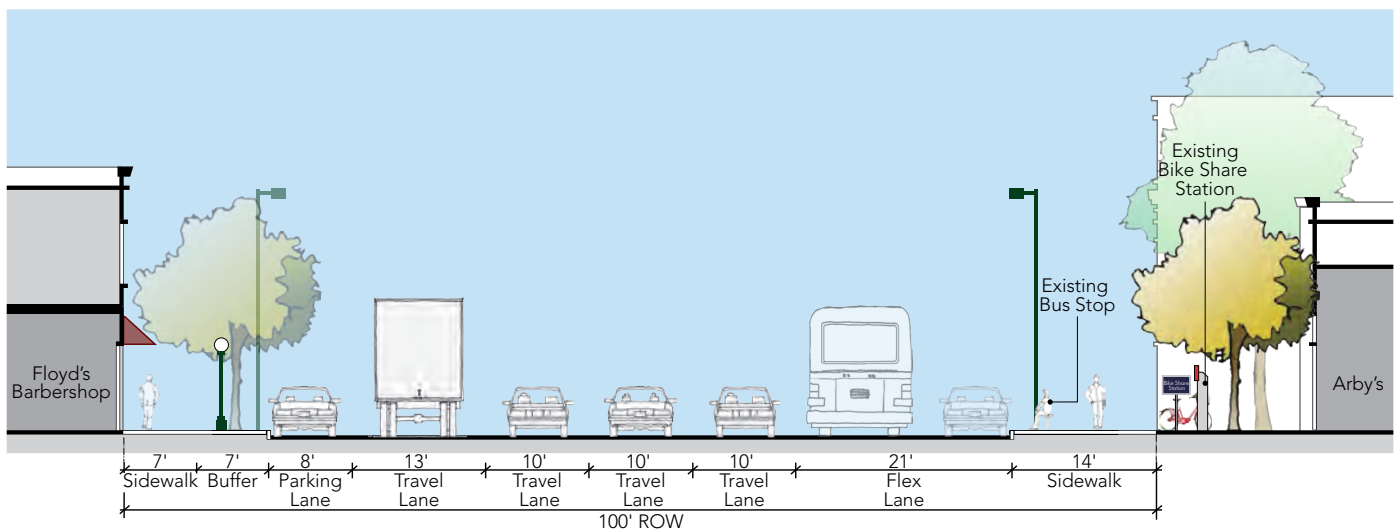 Existing
Bike Share
Station
Existing
Bus Stop
Floyd's
Barbershop
Bike Share
Station
Arby's
7' 7' 8' 13' 10' 10' 10' 21' 14'
Sidewalk Buffer Parking Travel Travel Travel Travel Flex Sidewalk
Lane Lane Lane Lane Lane Lane
100' ROW